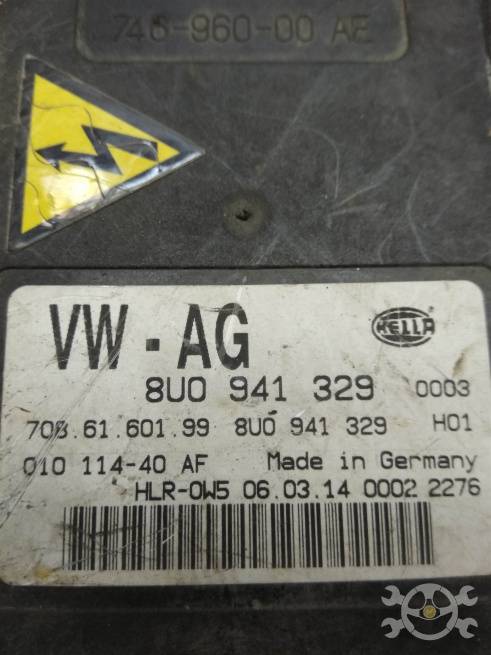 746-960-00 AE
VW - AG
HELLA
8U0 941 329 0003
708.61.601.99 8U0 941 329 H01
010 114-40 AF Made in Germany
HLR-0W5 06.03.14 0002 2276